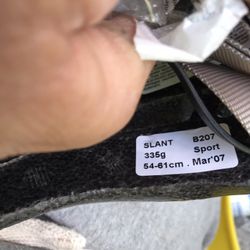 SLANT B207
335g Sport
54-61cm . Mar'07